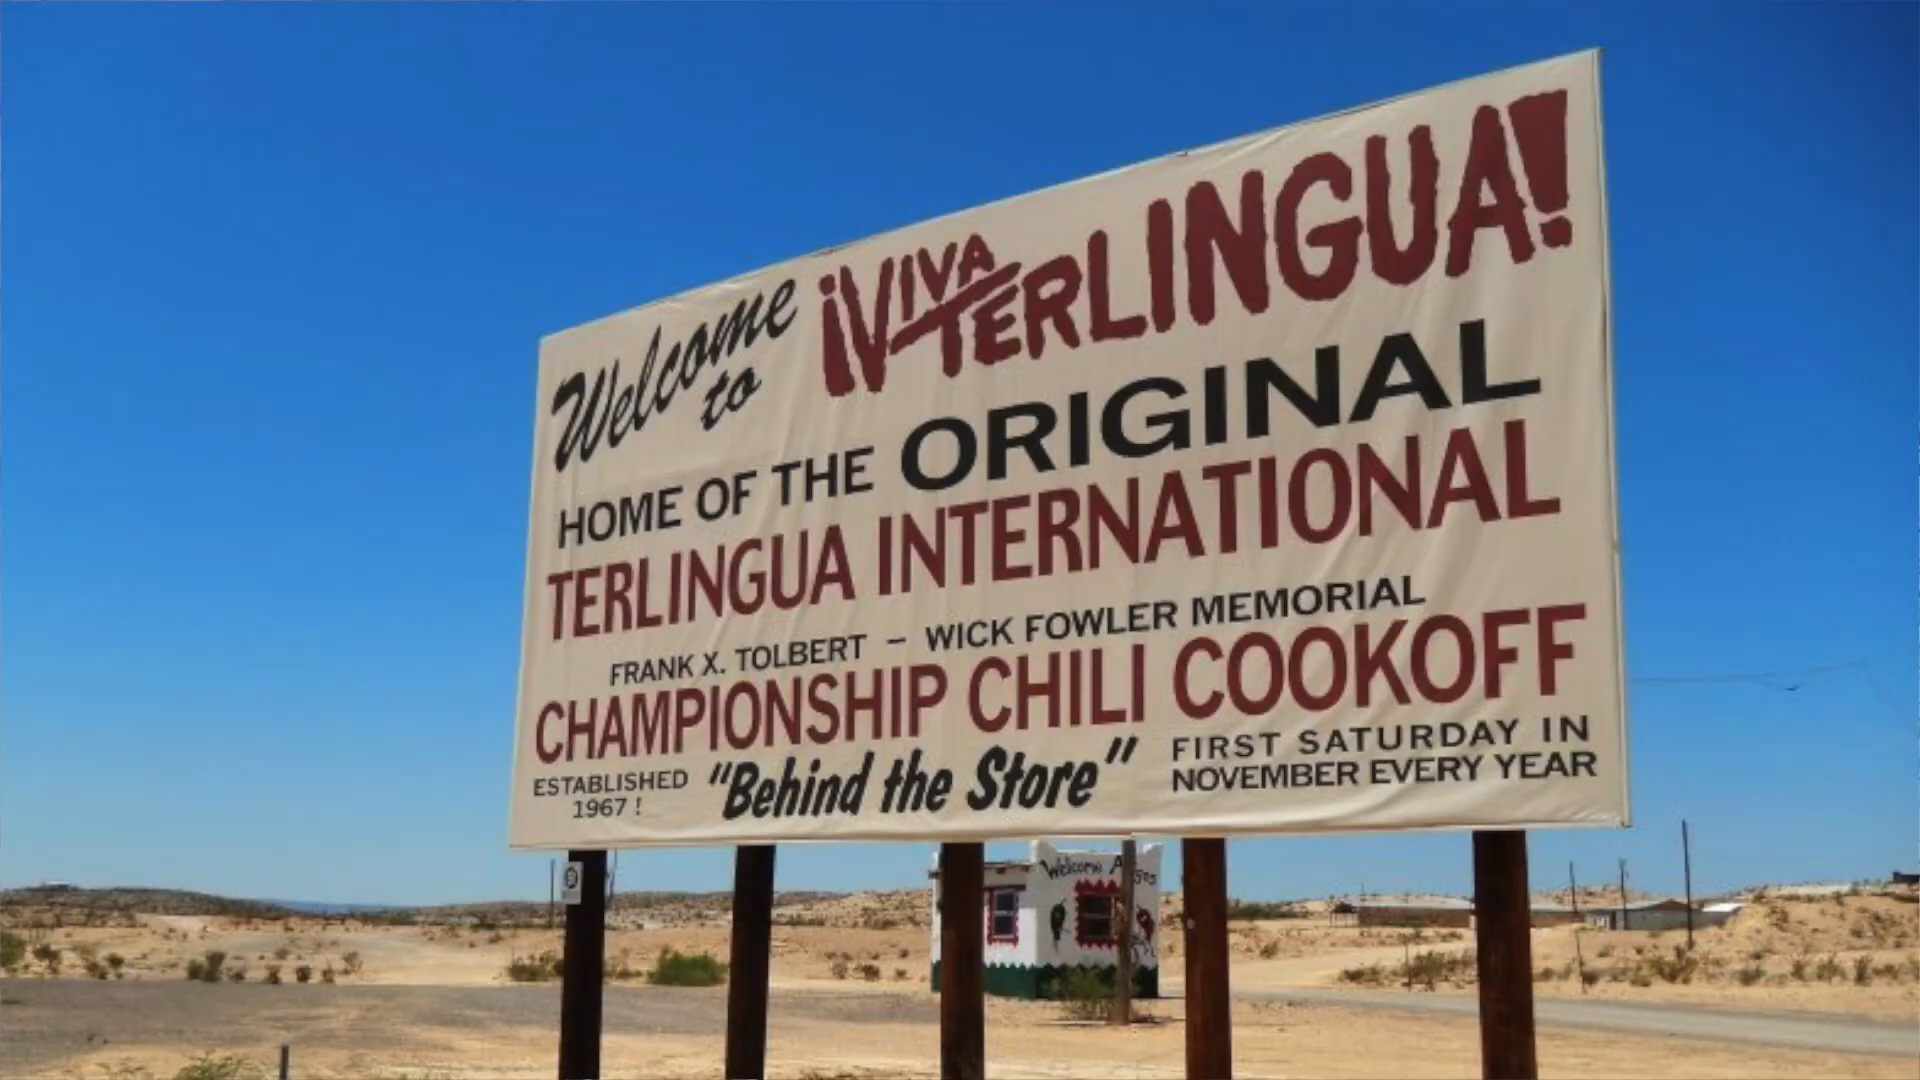 Welcome to ¡VIVA TERLINGUA!
HOME OF THE ORIGINAL
TERLINGUA INTERNATIONAL
FRANK X. TOLBERT – WICK FOWLER MEMORIAL
CHAMPIONSHIP CHILI COOKOFF
ESTABLISHED
1967 !
"Behind the Store"
FIRST SATURDAY IN
NOVEMBER EVERY YEAR
Welcome